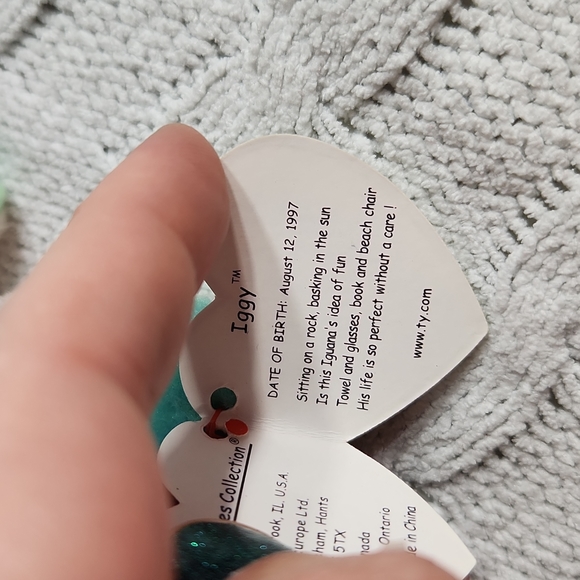 Iggy™
DATE OF BIRTH: August 12, 1997
Sitting on a rock, basking in the sun
Is this Iguana's idea of fun
Towel and glasses, book and beach chair
His life is so perfect without a care !
www.ty.com
es Collection®
ook, IL. U.S.A.
urope Ltd.
ham, Hants
5TX
nada
Ontario
e in China